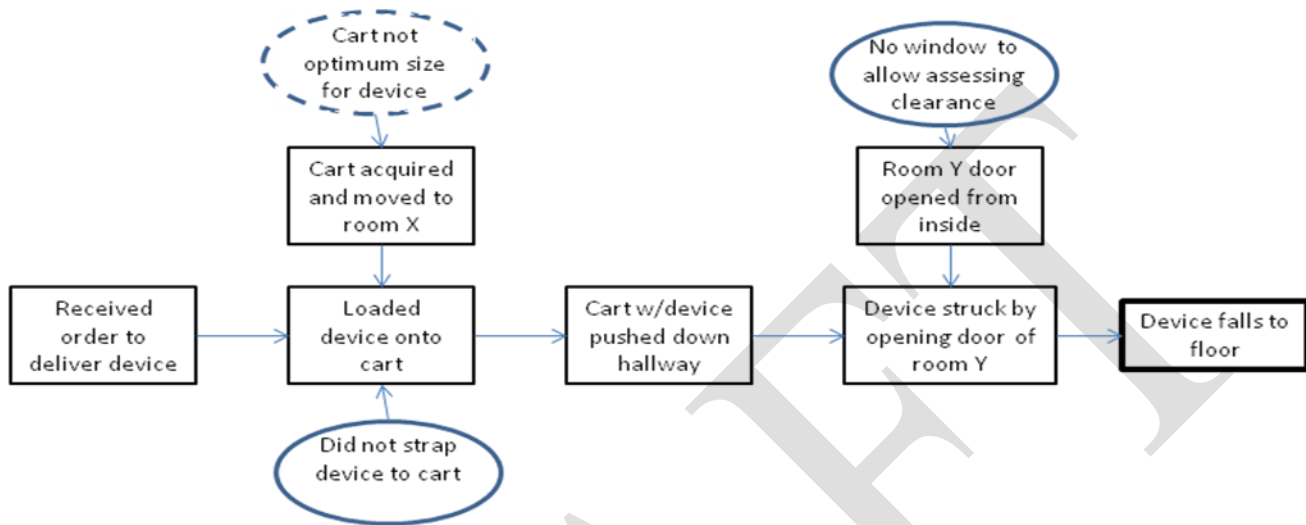 Cart not
optimum size
for device
No window to
allow assessing
clearance
Cart acquired
and moved to
room X
Room Y door
opened from
inside
Received
order to
deliver device
Loaded
device onto
cart
Cart w/device
pushed down
hallway
Device struck by
opening door of
room Y
Device falls to
floor
Did not strap
device to cart
F T